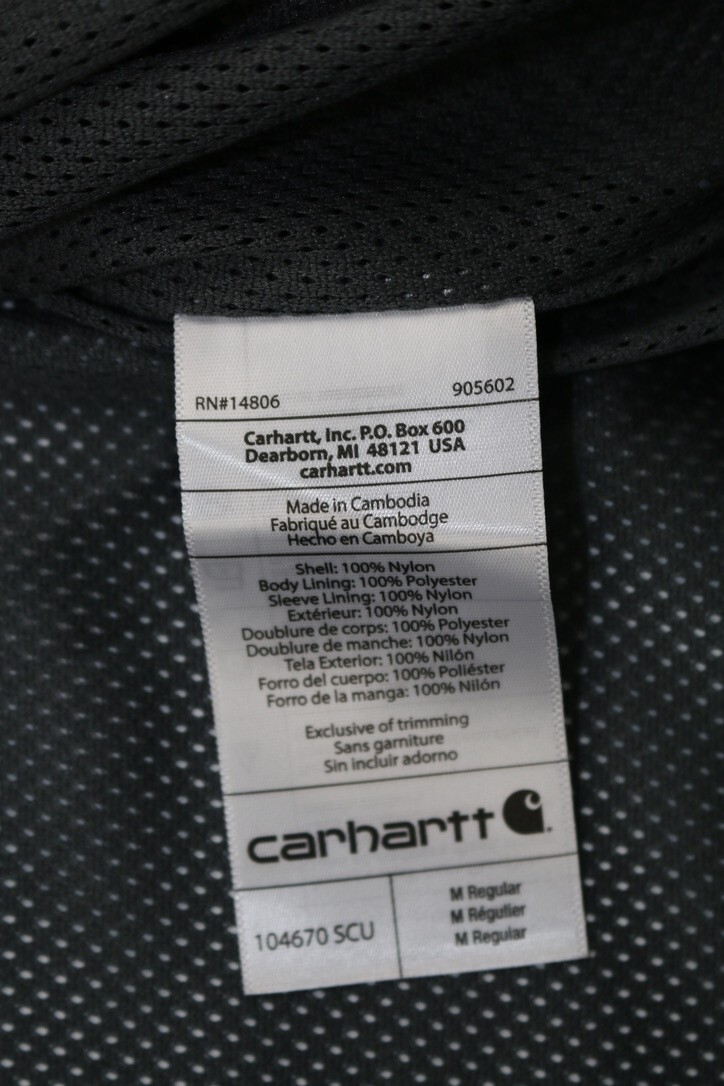 RN#14806 905602
Carhartt, Inc. P.O. Box 600
Dearborn, MI 48121 USA
carhartt.com
Made in Cambodia
Fabriqué au Cambodge
Hecho en Camboya
Shell: 100% Nylon
Body Lining: 100% Polyester
Sleeve Lining: 100% Nylon
Extérieur: 100% Nylon
Doublure de corps: 100% Polyester
Doublure de manche: 100% Nylon
Tela Exterior: 100% Nilón
Forro del cuerpo: 100% Poliéster
Forro de la manga: 100% Nilón
Exclusive of trimming
Sans garniture
Sin incluir adorno
carhartt
104670 SCU
M Regular
M Régulier
M Regular